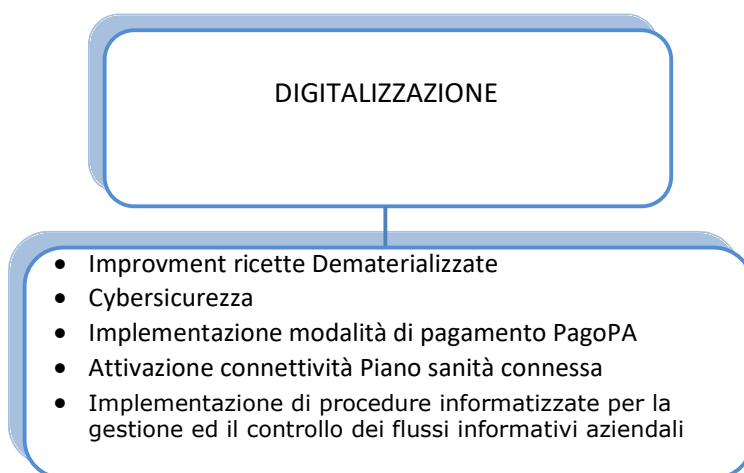 DIGITALIZZAZIONE
• Improvment ricette Dematerializzate
• Cybersicurezza
• Implementazione modalità di pagamento PagoPA
• Attivazione connettività Piano sanità connessa
• Implementazione di procedure informatizzate per la
gestione ed il controllo dei flussi informativi aziendali